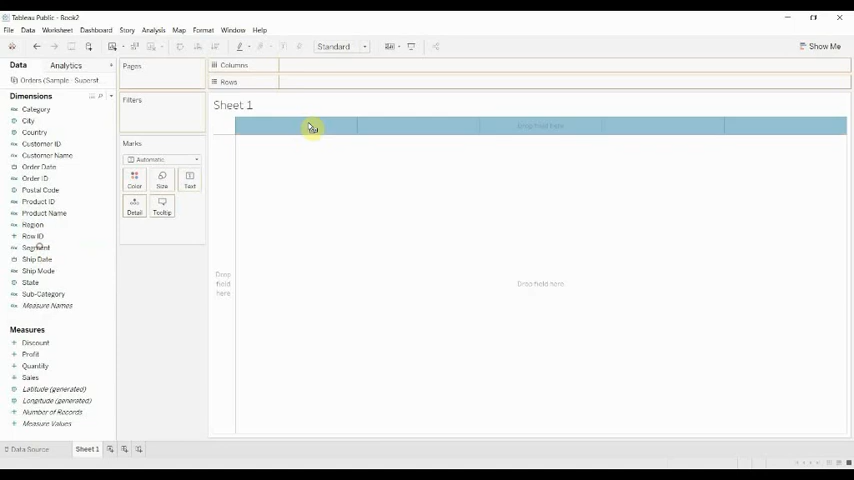 Tableau Public - Book2
File Data Worksheet Dashboard Story Analysis Map Format Window Help
Standard
Show Me
Data Analytics
Orders (Sample - Superst...
Dimensions
Category
City
Country
Customer ID
Customer Name
Order Date
Order ID
Postal Code
Product ID
Product Name
Region
Row ID
Segment
Ship Date
Ship Mode
State
Sub-Category
Measure Names
Measures
Discount
Profit
Quantity
Sales
Latitude (generated)
Longitude (generated)
Number of Records
Measure Values
Pages
Filters
Marks
Automatic
Color Size Text
Detail Tooltip
Columns
Rows
Sheet 1
Drop field here
Drop
field
here
Drop field here
Data Source Sheet 1